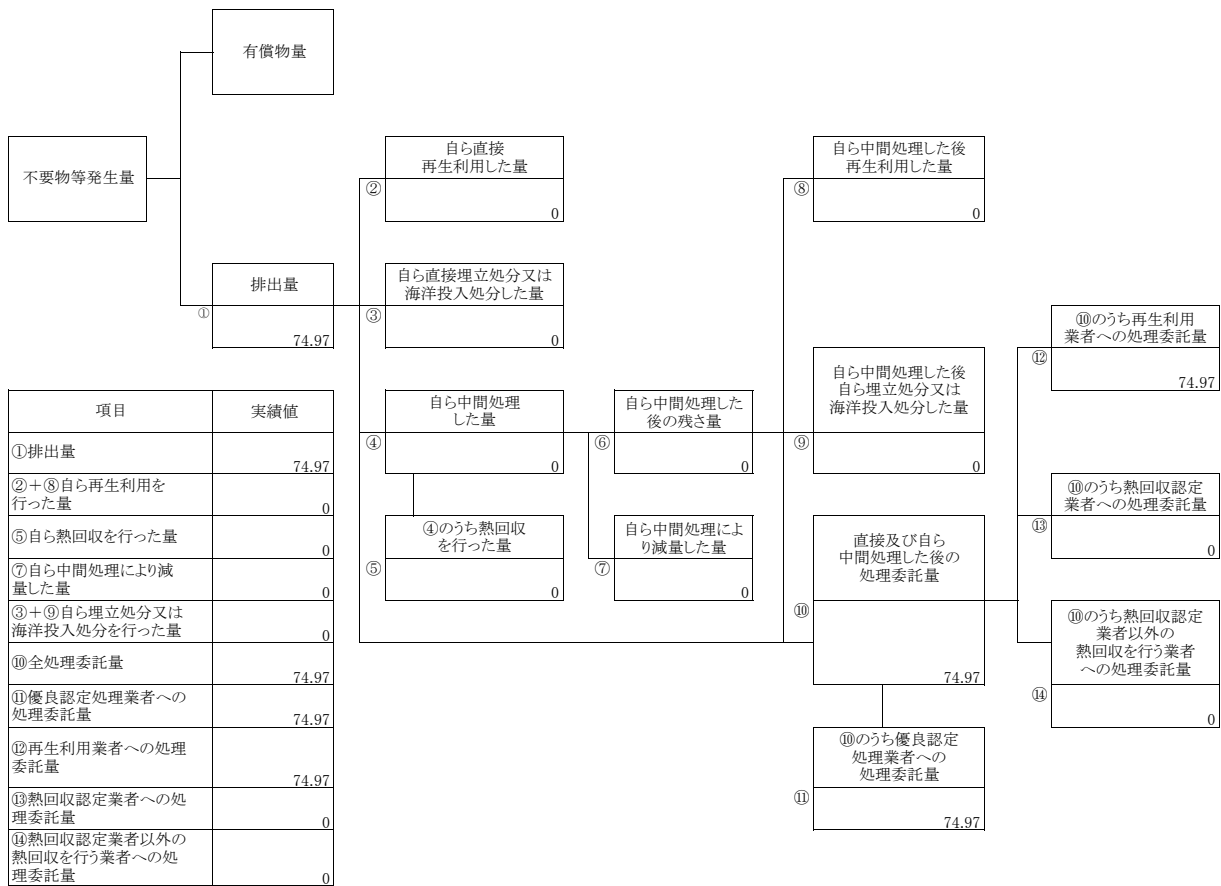 有償物量
不要物等発生量
排出量
①
74.97
自ら直接
再生利用した量
②
0
自ら直接埋立処分又は
海洋投入処分した量
③
0
自ら中間処理
した量
④
0
④のうち熱回収
を行った量
⑤
0
自ら中間処理した
後の残さ量
⑥
0
自ら中間処理によ
り減量した量
⑦
0
自ら中間処理した後
再生利用した量
⑧
0
自ら中間処理した後
自ら埋立処分又は
海洋投入処分した量
⑨
0
直接及び自ら
中間処理した後の
処理委託量
⑩
74.97
⑩のうち優良認定
処理業者への
処理委託量
⑪
74.97
⑩のうち再生利用
業者への処理委託量
⑫
74.97
⑩のうち熱回収認定
業者への処理委託量
⑬
0
⑩のうち熱回収認定
業者以外の
熱回収を行う業者
への処理委託量
⑭
0
項目 実績値
①排出量
74.97
②+⑧自ら再生利用を
行った量
0
⑤自ら熱回収を行った量
0
⑦自ら中間処理により減
量した量
0
③+⑨自ら埋立処分又は
海洋投入処分を行った量
0
⑩全処理委託量
74.97
⑪優良認定処理業者への
処理委託量
74.97
⑫再生利用業者への処理
委託量
74.97
⑬熱回収認定業者への処
理委託量
0
⑭熱回収認定業者以外の
熱回収を行う業者への処
理委託量
0